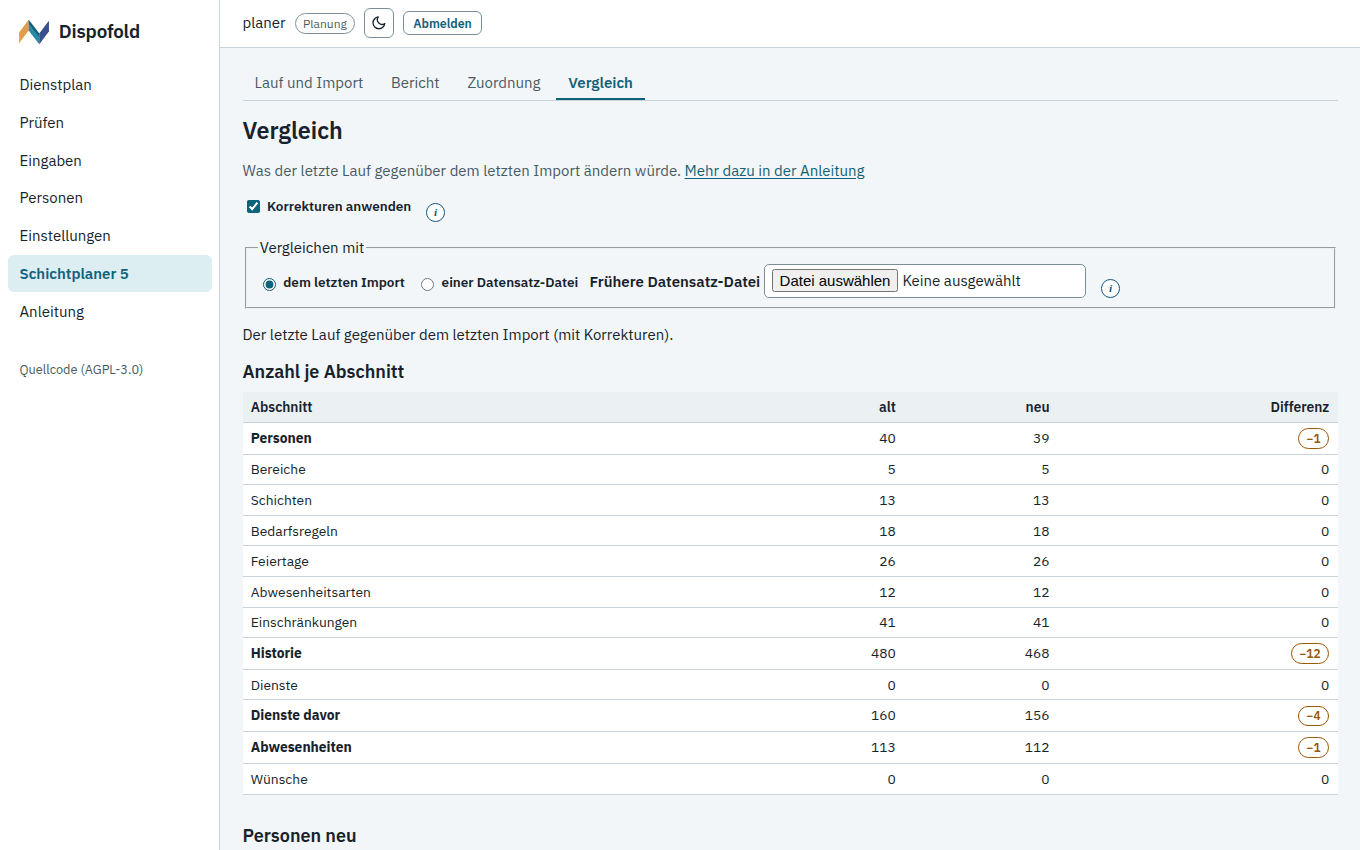 Dispofold
planer Planung Abmelden
Dienstplan
Prüfen
Eingaben
Personen
Einstellungen
Schichtplaner 5
Anleitung
Quellcode (AGPL-3.0)
Lauf und Import Bericht Zuordnung Vergleich
Vergleich
Was der letzte Lauf gegenüber dem letzten Import ändern würde. Mehr dazu in der Anleitung
Korrekturen anwenden i
Vergleichen mit
dem letzten Import einer Datensatz-Datei Frühere Datensatz-Datei Datei auswählen Keine ausgewählt i
Der letzte Lauf gegenüber dem letzten Import (mit Korrekturen).
Anzahl je Abschnitt
Abschnitt alt neu Differenz
Personen 40 39 −1
Bereiche 5 5 0
Schichten 13 13 0
Bedarfsregeln 18 18 0
Feiertage 26 26 0
Abwesenheitsarten 12 12 0
Einschränkungen 41 41 0
Historie 480 468 −12
Dienste 0 0 0
Dienste davor 160 156 −4
Abwesenheiten 113 112 −1
Wünsche 0 0 0
Personen neu